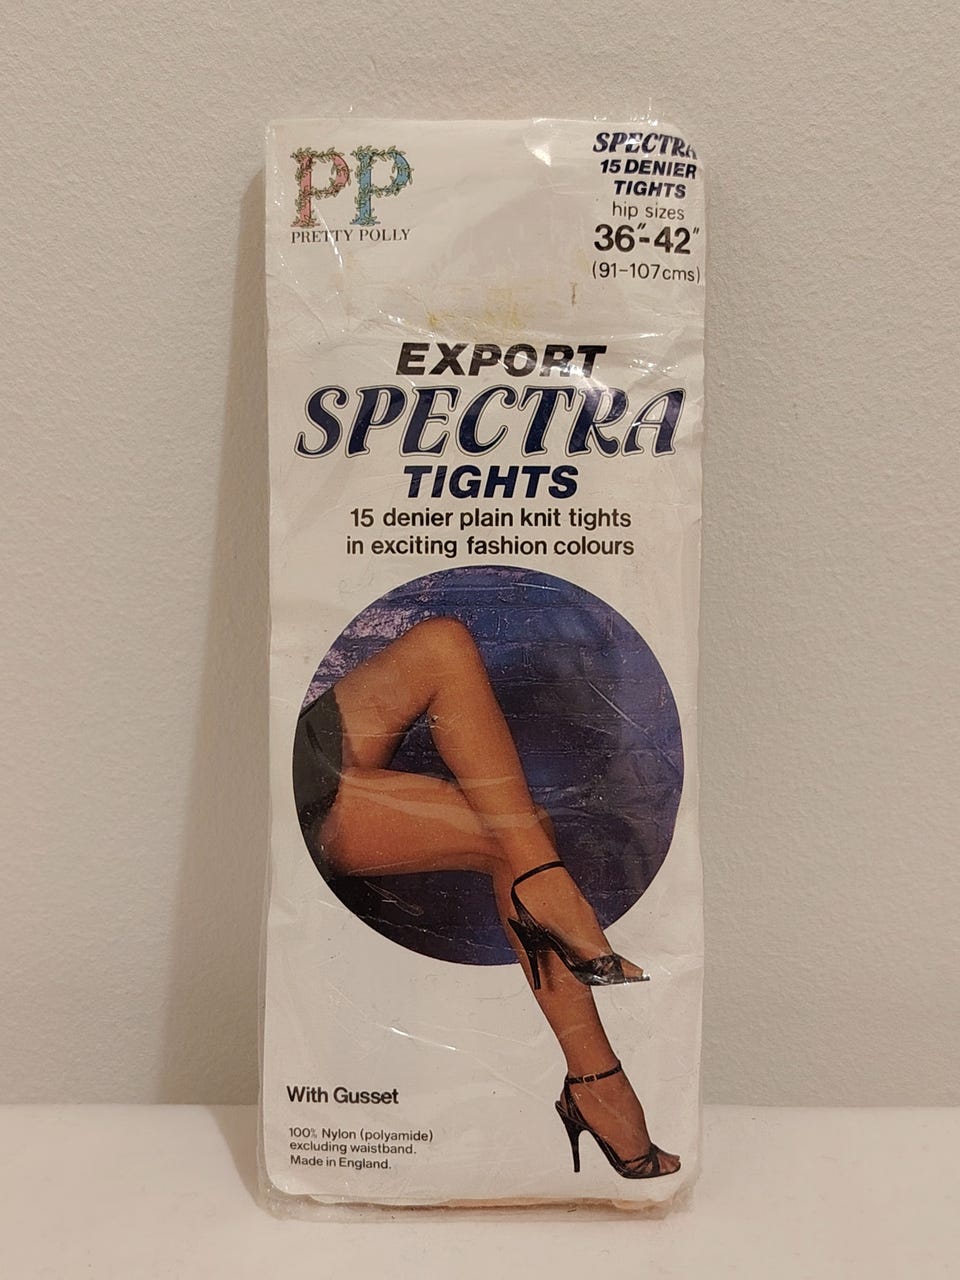 PP
PRETTY POLLY
SPECTRA
15 DENIER
TIGHTS
hip sizes
36"-42"
(91-107cms)
EXPORT
SPECTRA
TIGHTS
15 denier plain knit tights
in exciting fashion colours
With Gusset
100% Nylon (polyamide)
excluding waistband.
Made in England.